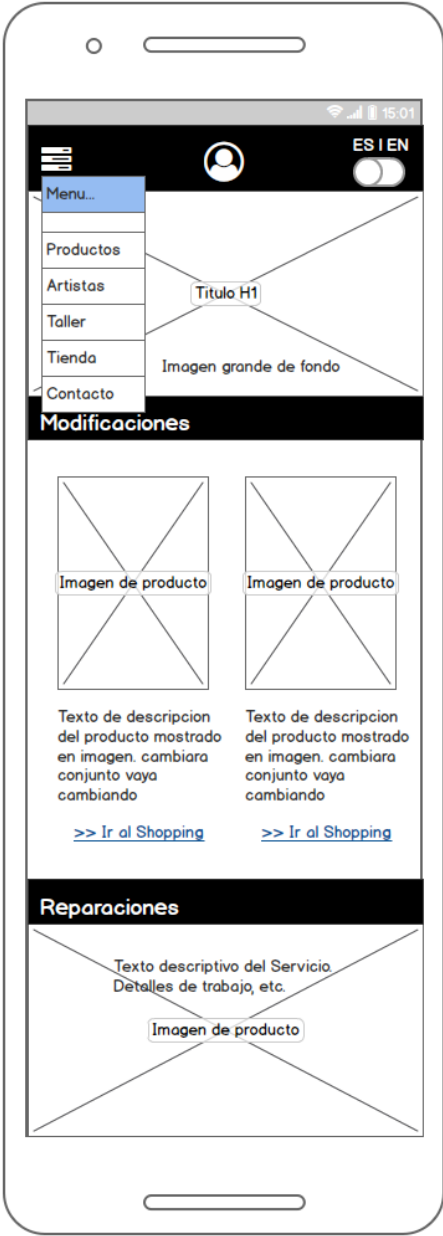 15:01
ES I EN
Menu...
Productos
Artistas
Taller
Tienda
Contacto
Titulo H1
Imagen grande de fondo
Modificaciones
Imagen de producto
Imagen de producto
Texto de descripcion
del producto mostrado
en imagen. cambiara
conjunto vaya
cambiando
>> Ir al Shopping
Texto de descripcion
del producto mostrado
en imagen. cambiara
conjunto vaya
cambiando
>> Ir al Shopping
Reparaciones
Texto descriptivo del Servicio.
Detalles de trabajo, etc.
Imagen de producto